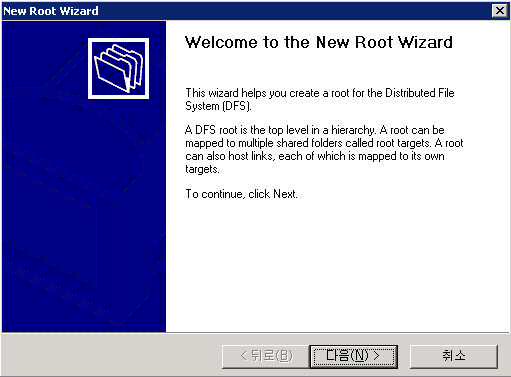 New Root Wizard
Welcome to the New Root Wizard
This wizard helps you create a root for the Distributed File
System (DFS).
A DFS root is the top level in a hierarchy. A root can be
mapped to multiple shared folders called root targets. A root
can also host links, each of which is mapped to its own
targets.
To continue, click Next.
< 뒤로(B)
다음(N) >
취소